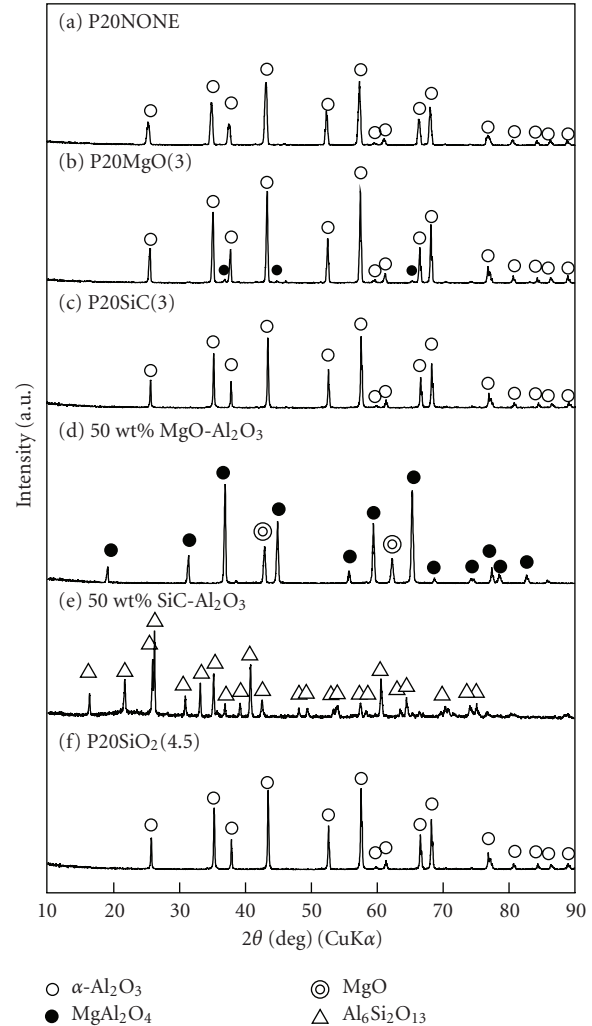 (a) P20NONE
(b) P20MgO(3)
(c) P20SiC(3)
(d) 50 wt% MgO-Al₂O₃
(e) 50 wt% SiC-Al₂O₃
(f) P20SiO₂(4.5)
Intensity (a.u.)
10 20 30 40 50 60 70 80 90
2θ (deg) (CuKα)
α-Al₂O₃
MgO
MgAl₂O₄
Al₆Si₂O₁₃